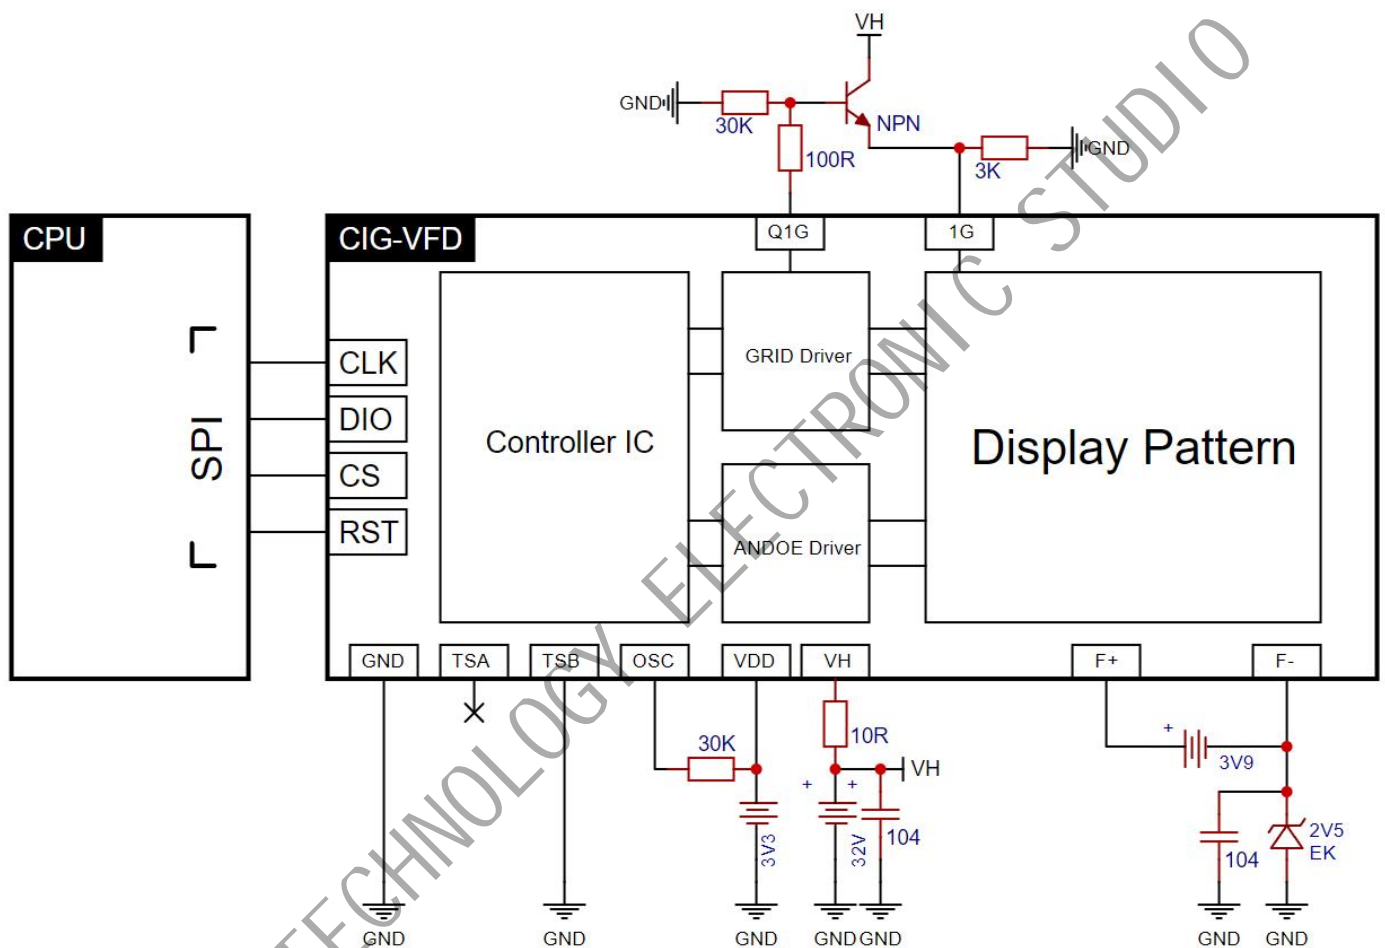 VH
GND
30K
NPN
100R
3K
GND
CPU
CIG-VFD
Q1G
1G
SPI
CLK
DIO
CS
RST
Controller IC
GRID Driver
ANDOE Driver
Display Pattern
GND
TSA
TSB
OSC
VDD
VH
F+
F-
30K
10R
VH
+
3V9
+
+
3V3
32V
104
104
2V5
EK
GND
GND
GND
GND
GND
GND
GND
TECHNOLOGY ELECTRONIC STUDIO